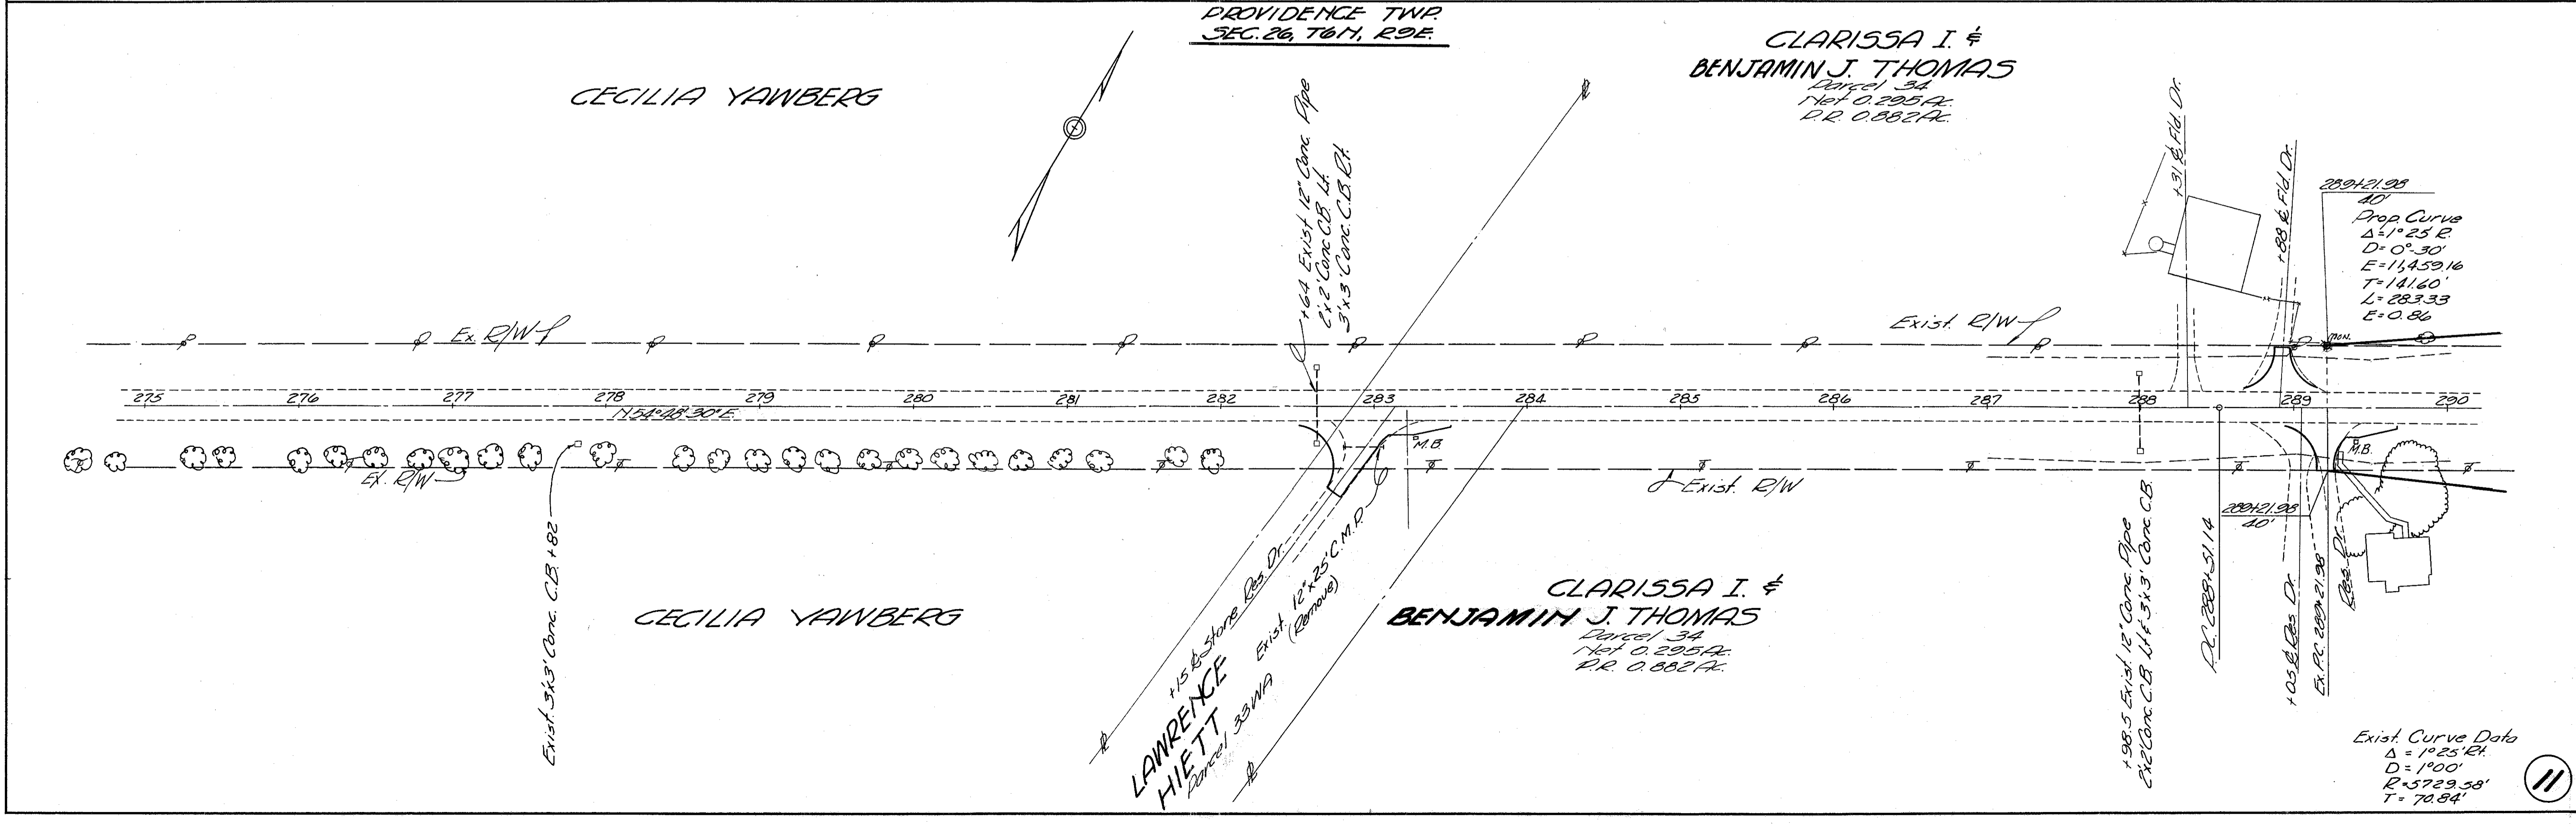 PROVIDENCE TWP.
SEC. 26, T6N, R9E.
CECILIA YAWBERG
CLARISSA I. &
BENJAMIN J. THOMAS
Parcel 34
Net 0.295 Ac.
P.R. 0.882 Ac.
+64 Exist 12" Conc. Pipe
2'x2' Conc C.B. Lt.
3'x3' Conc. C.B. Rt.
+31 ℄ Fld. Dr.
+88 ℄ Fld Dr.
289+21.98
40'
Prop. Curve
Δ=1°25' R.
D=0°-30'
E=11,459.16
T=141.60'
L=283.33
E=0.86
Ex. R/W
Exist. R/W
MON.
275 276 277 278 279 280 281 282 283 284 285 286 287 288 289 290
N54°48'30"E.
EX. R/W
M.B.
Exist. R/W
M.B.
Exist. 3'x3' Conc. C.B. +82
+15 ℄ Stone Res. Dr.
Exist. 12"x25' C.M.P.
(Remove)
LAWRENCE
HIETT
Parcel 33WA
CECILIA YAWBERG
CLARISSA I. &
BENJAMIN J. THOMAS
Parcel 34
Net 0.295 Ac.
P.R. 0.882 Ac.
+98.5 Exist 12" Conc. Pipe
2'x2' Conc. C.B. Lt & 3'x3' Conc. C.B.
P.C. 288+51.14
289+21.98
40'
+05 ℄ Res. Dr.
Ex. P.C. 289+21.98
Res. Dr.
Exist. Curve Data
Δ = 1°25' Rt.
D = 1°00'
R = 5729.58'
T = 70.84'
11